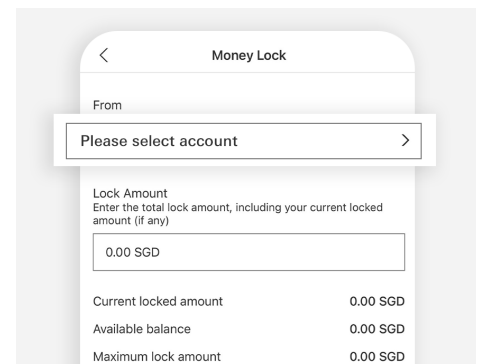 Money Lock
From
Please select account
Lock Amount
Enter the total lock amount, including your current locked
amount (if any)
0.00 SGD
Current locked amount 0.00 SGD
Available balance 0.00 SGD
Maximum lock amount 0.00 SGD